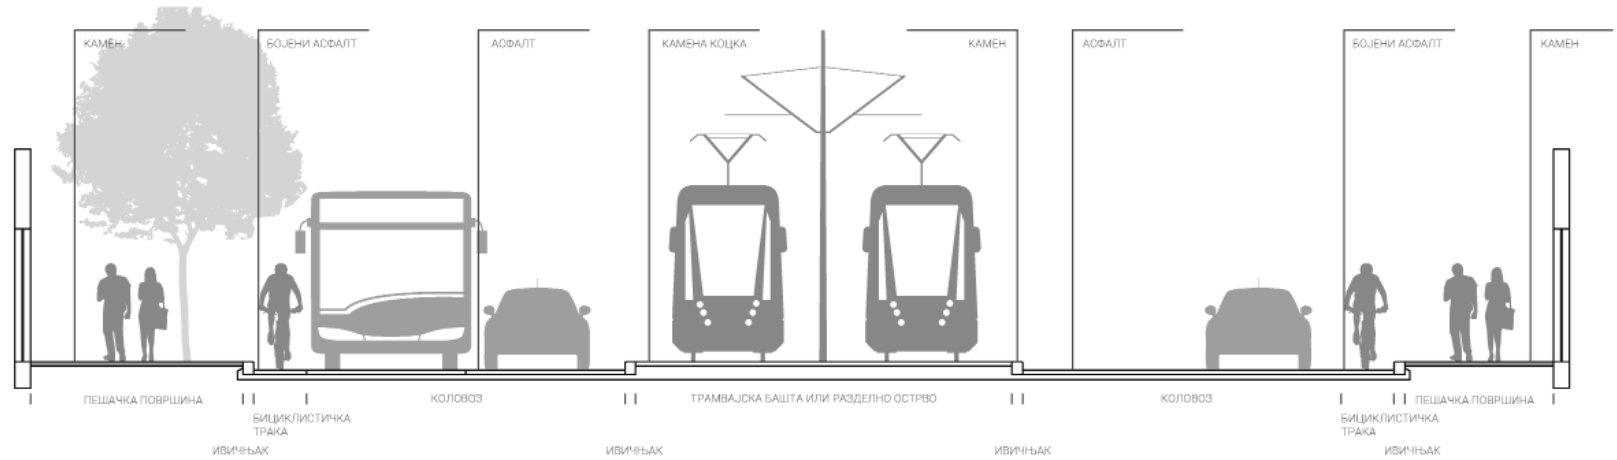 КАМЕН
БОЈЕНИ АСФАЛТ
АСФАЛТ
КАМЕНА КОЦКА
КАМЕН
АСФАЛТ
БОЈЕНИ АСФАЛТ
КАМЕН
ПЕШАЧКА ПОВРШИНА
БИЦИКЛИСТИЧКА
ТРАКА
КОЛОВОЗ
ТРАМВАЈСКА БАШТА ИЛИ РАЗДЕЛНО ОСТРВО
КОЛОВОЗ
БИЦИКЛИСТИЧКА
ТРАКА
ПЕШАЧКА ПОВРШИНА
ИВИЧЊАК
ИВИЧЊАК
ИВИЧЊАК
ИВИЧЊАК